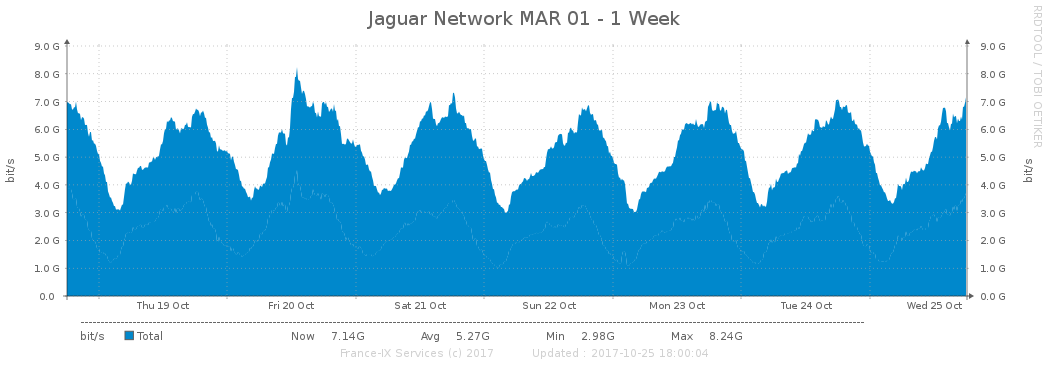 Jaguar Network MAR 01 - 1 Week
RRDTOOL / TOBI OETIKER
bit/s
9.0 G 9.0 G
8.0 G 8.0 G
7.0 G 7.0 G
6.0 G 6.0 G
5.0 G 5.0 G
4.0 G 4.0 G
3.0 G 3.0 G
2.0 G 2.0 G
1.0 G 1.0 G
0.0 0.0 G
bit/s
Thu 19 Oct Fri 20 Oct Sat 21 Oct Sun 22 Oct Mon 23 Oct Tue 24 Oct Wed 25 Oct
bit/s Total Now 7.14G Avg 5.27G Min 2.98G Max 8.24G
France-IX Services (c) 2017 Updated : 2017-10-25 18:00:04